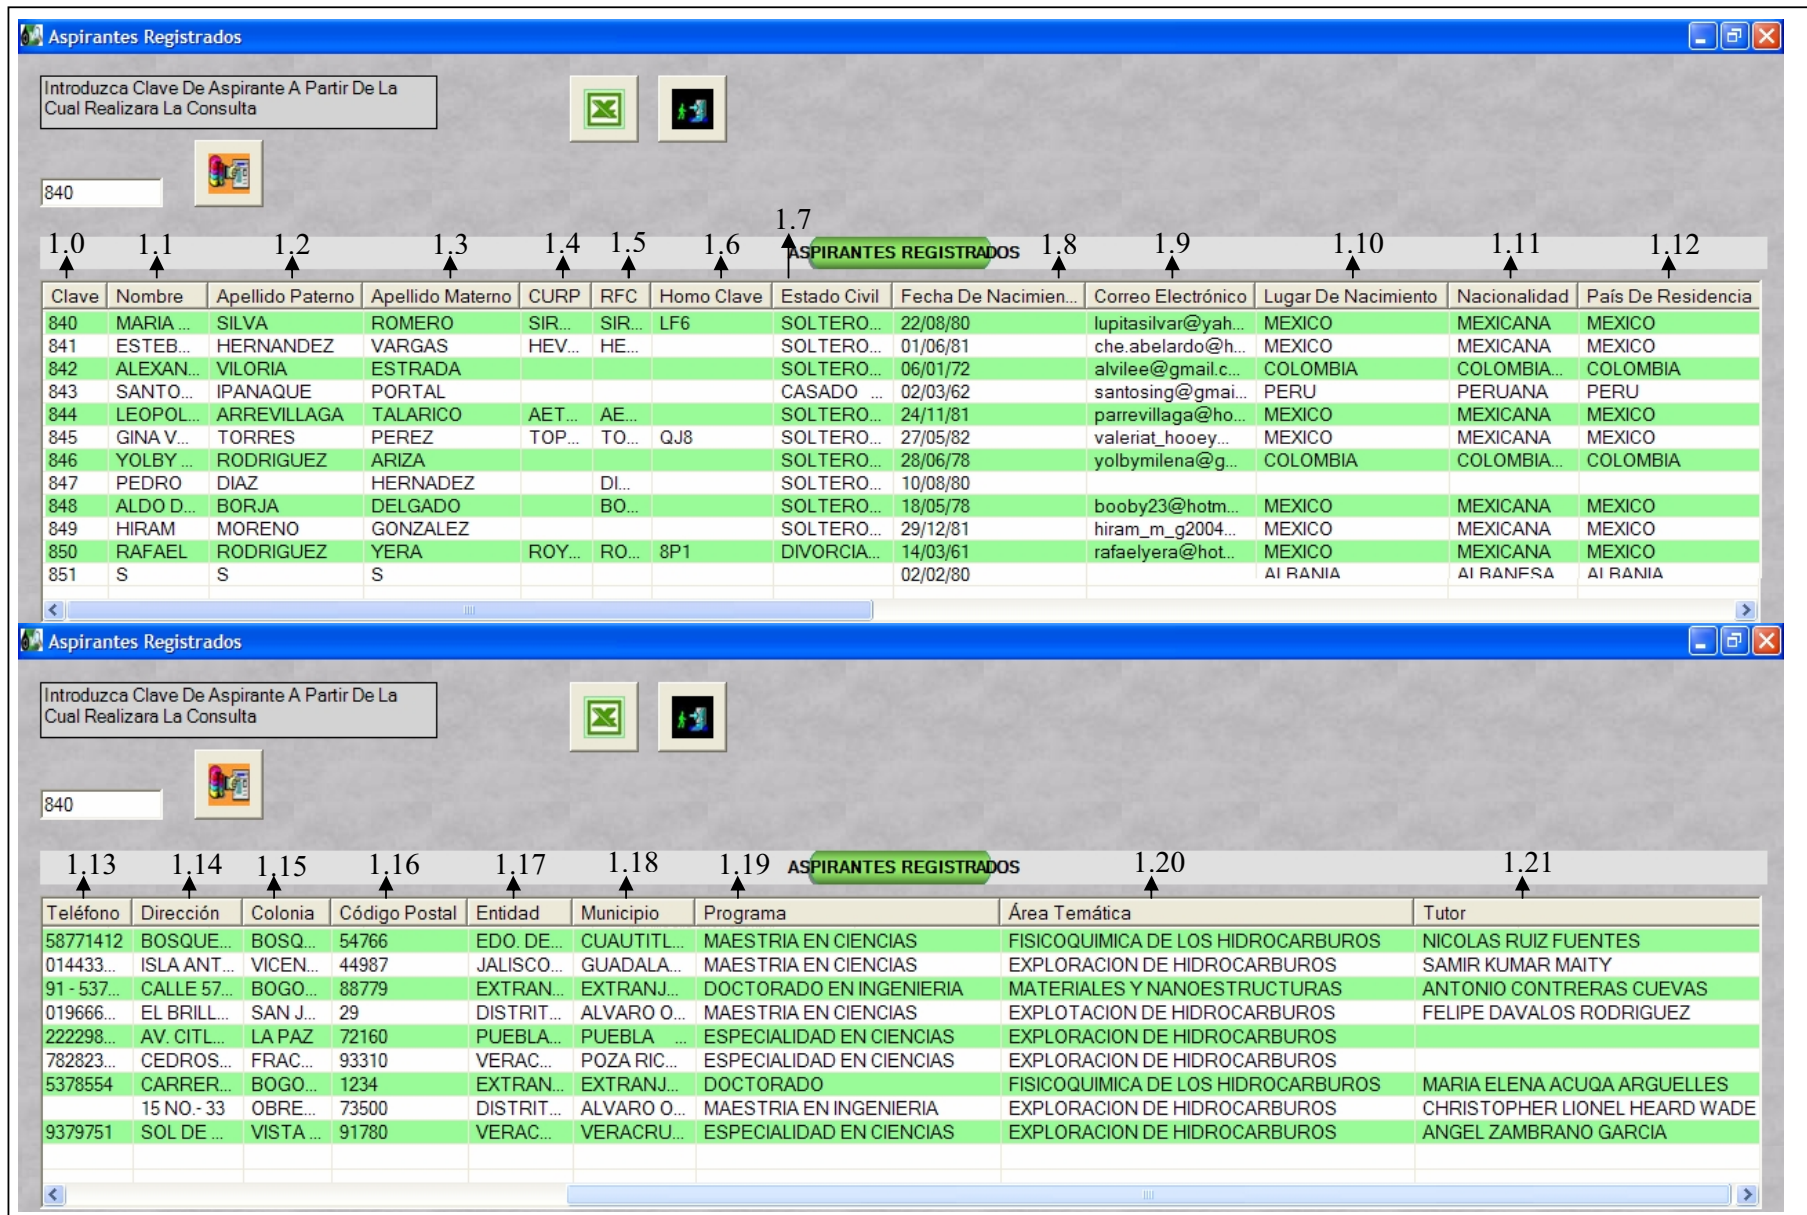 Aspirantes Registrados
Introduzca Clave De Aspirante A Partir De La
Cual Realizara La Consulta
840
1.0 1.1 1.2 1.3 1.4 1.5 1.6 1.7 1.8 1.9 1.10 1.11 1.12
ASPIRANTES REGISTRADOS
Clave Nombre Apellido Paterno Apellido Materno CURP RFC Homo Clave Estado Civil Fecha De Nacimien... Correo Electrónico Lugar De Nacimiento Nacionalidad País De Residencia
840 MARIA ... SILVA ROMERO SIR... SIR... LF6 SOLTERO... 22/08/80 lupitasilvar@yah... MEXICO MEXICANA MEXICO
841 ESTEB... HERNANDEZ VARGAS HEV... HE... SOLTERO... 01/06/81 che.abelardo@h... MEXICO MEXICANA MEXICO
842 ALEXAN... VILORIA ESTRADA SOLTERO... 06/01/72 alvilee@gmail.c... COLOMBIA COLOMBIA... COLOMBIA
843 SANTO... IPANAQUE PORTAL CASADO ... 02/03/62 santosing@gmai... PERU PERUANA PERU
844 LEOPOL... ARREVILLAGA TALARICO AET... AE... SOLTERO... 24/11/81 parrevillaga@ho... MEXICO MEXICANA MEXICO
845 GINA V... TORRES PEREZ TOP... TO... QJ8 SOLTERO... 27/05/82 valeriat_hooey... MEXICO MEXICANA MEXICO
846 YOLBY ... RODRIGUEZ ARIZA SOLTERO... 28/06/78 yolbymilena@g... COLOMBIA COLOMBIA... COLOMBIA
847 PEDRO DIAZ HERNADEZ DI... SOLTERO... 10/08/80
848 ALDO D... BORJA DELGADO BO... SOLTERO... 18/05/78 booby23@hotm... MEXICO MEXICANA MEXICO
849 HIRAM MORENO GONZALEZ SOLTERO... 29/12/81 hiram_m_g2004... MEXICO MEXICANA MEXICO
850 RAFAEL RODRIGUEZ YERA ROY... RO... 8P1 DIVORCIA... 14/03/61 rafaelyera@hot... MEXICO MEXICANA MEXICO
851 S S S 02/02/80 ALBANIA ALBANESA ALBANIA
Aspirantes Registrados
Introduzca Clave De Aspirante A Partir De La
Cual Realizara La Consulta
840
1.13 1.14 1.15 1.16 1.17 1.18 1.19 ASPIRANTES REGISTRADOS 1.20 1.21
Teléfono Dirección Colonia Código Postal Entidad Municipio Programa Área Temática Tutor
58771412 BOSQUE... BOSQ... 54766 EDO. DE... CUAUTITL... MAESTRIA EN CIENCIAS FISICOQUIMICA DE LOS HIDROCARBUROS NICOLAS RUIZ FUENTES
014433... ISLA ANT... VICEN... 44987 JALISCO... GUADALA... MAESTRIA EN CIENCIAS EXPLORACION DE HIDROCARBUROS SAMIR KUMAR MAITY
91 - 537... CALLE 57... BOGO... 88779 EXTRAN... EXTRANJ... DOCTORADO EN INGENIERIA MATERIALES Y NANOESTRUCTURAS ANTONIO CONTRERAS CUEVAS
019666... EL BRILL... SAN J... 29 DISTRIT... ALVARO O... MAESTRIA EN CIENCIAS EXPLOTACION DE HIDROCARBUROS FELIPE DAVALOS RODRIGUEZ
222298... AV. CITL... LA PAZ 72160 PUEBLA... PUEBLA ... ESPECIALIDAD EN CIENCIAS EXPLORACION DE HIDROCARBUROS
782823... CEDROS... FRAC... 93310 VERAC... POZA RIC... ESPECIALIDAD EN CIENCIAS EXPLORACION DE HIDROCARBUROS
5378554 CARRER... BOGO... 1234 EXTRAN... EXTRANJ... DOCTORADO FISICOQUIMICA DE LOS HIDROCARBUROS MARIA ELENA ACUQA ARGUELLES
15 NO.- 33 OBRE... 73500 DISTRIT... ALVARO O... MAESTRIA EN INGENIERIA EXPLORACION DE HIDROCARBUROS CHRISTOPHER LIONEL HEARD WADE
9379751 SOL DE ... VISTA ... 91780 VERAC... VERACRU... ESPECIALIDAD EN CIENCIAS EXPLORACION DE HIDROCARBUROS ANGEL ZAMBRANO GARCIA